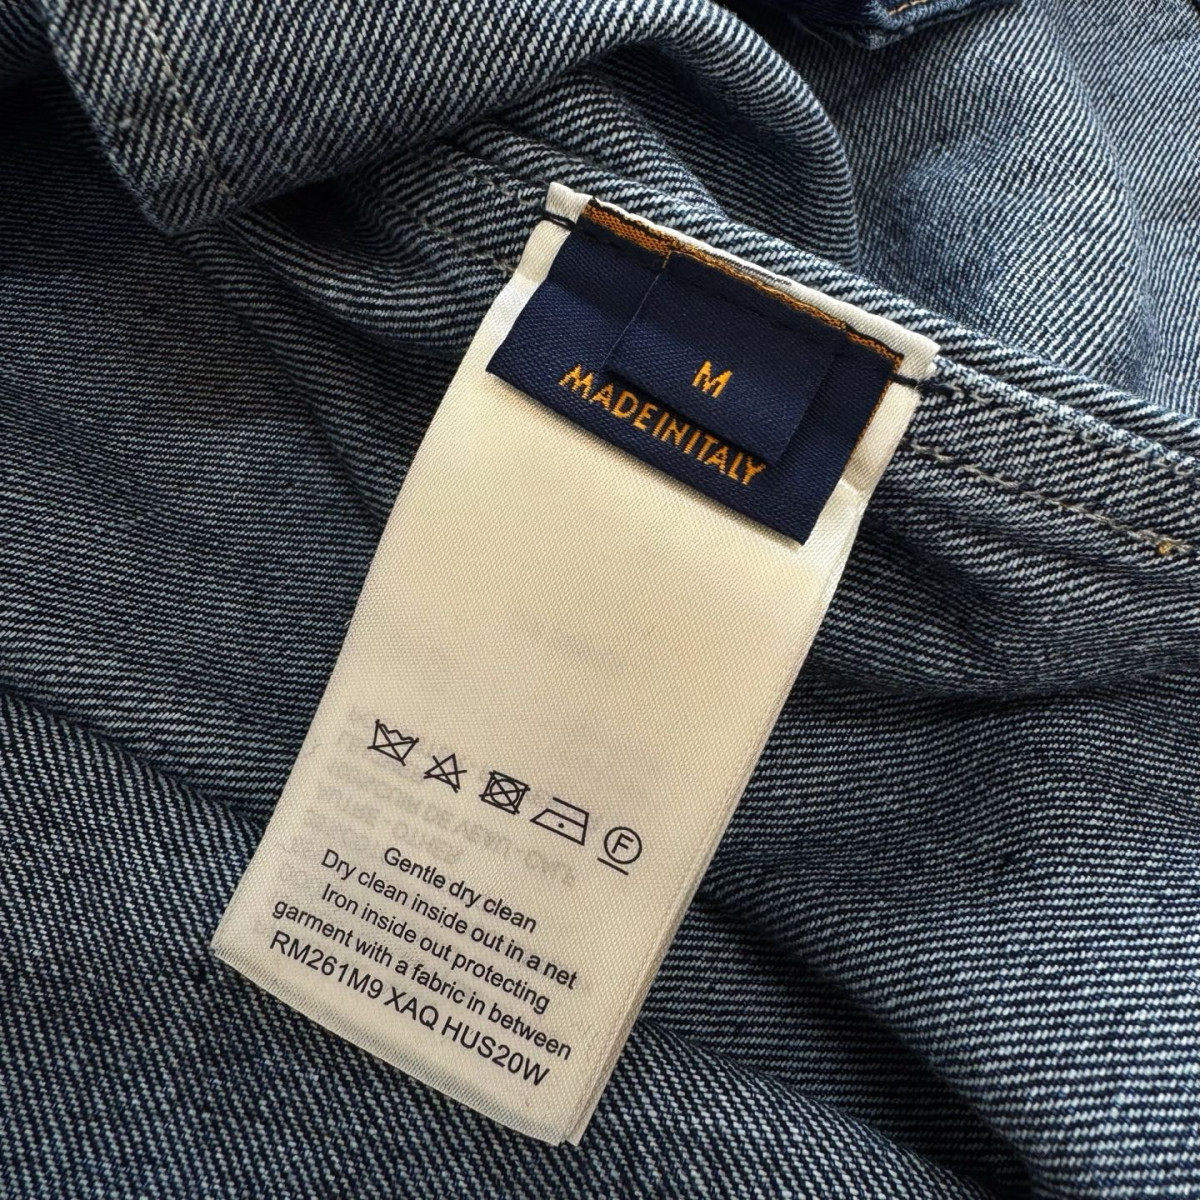 M
MADEINITALY
F
Gentle dry clean
Dry clean inside out in a net
Iron inside out protecting
garment with a fabric in between
RM261M9 XAQ HUS20W